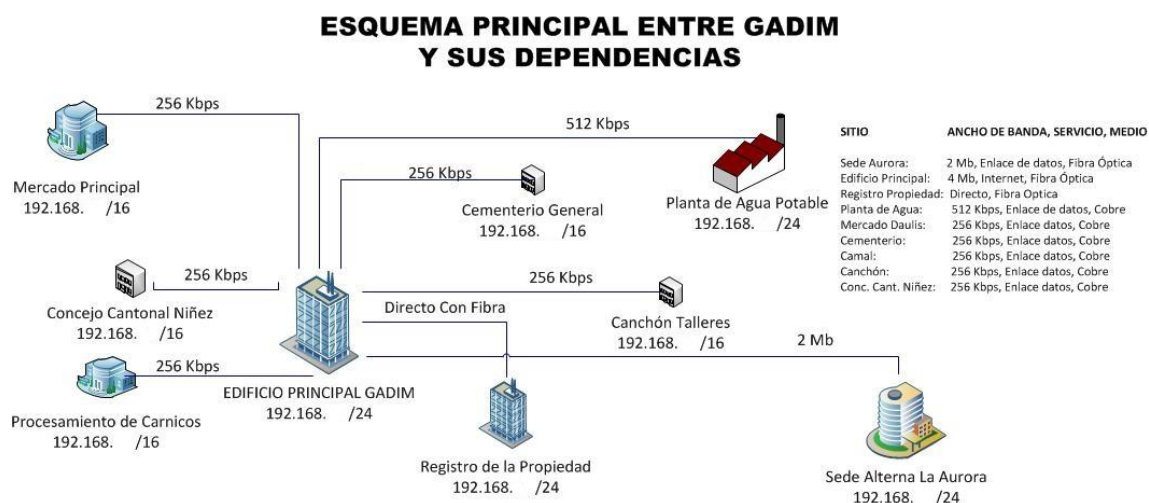 ESQUEMA PRINCIPAL ENTRE GADIM
Y SUS DEPENDENCIAS
256 Kbps
Mercado Principal
192.168. /16
512 Kbps
Planta de Agua Potable
192.168. /24
256 Kbps
Cementerio General
192.168. /16
256 Kbps
Concejo Cantonal Niñez
192.168. /16
256 Kbps
Canchón Talleres
192.168. /16
Directo Con Fibra
2 Mb
256 Kbps
Procesamiento de Carnicos
192.168. /16
EDIFICIO PRINCIPAL GADIM
192.168. /24
Registro de la Propiedad
192.168. /24
Sede Alterna La Aurora
192.168. /24
SITIO ANCHO DE BANDA, SERVICIO, MEDIO
Sede Aurora: 2 Mb, Enlace de datos, Fibra Óptica
Edificio Principal: 4 Mb, Internet, Fibra Óptica
Registro Propiedad: Directo, Fibra Optica
Planta de Agua: 512 Kbps, Enlace de datos, Cobre
Mercado Daulis: 256 Kbps, Enlace datos, Cobre
Cementerio: 256 Kbps, Enlace datos, Cobre
Camal: 256 Kbps, Enlace datos, Cobre
Canchón: 256 Kbps, Enlace datos, Cobre
Conc. Cant. Niñez: 256 Kbps, Enlace datos, Cobre